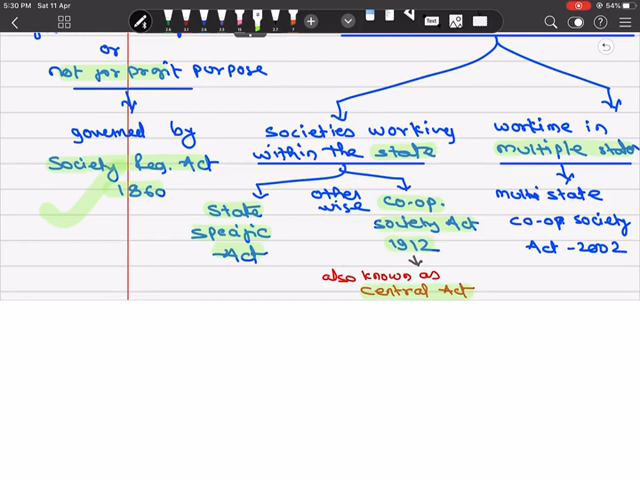 5:30 PM Sat 11 Apr
54%
Text
or
not for profit purpose
governed by
Society Reg. Act
1860
societies working
within the state
State
specific
Act
other
wise
co-op.
society Act
1912
also known as
central Act
working in
multiple states
multi state
co-op society
Act - 2002